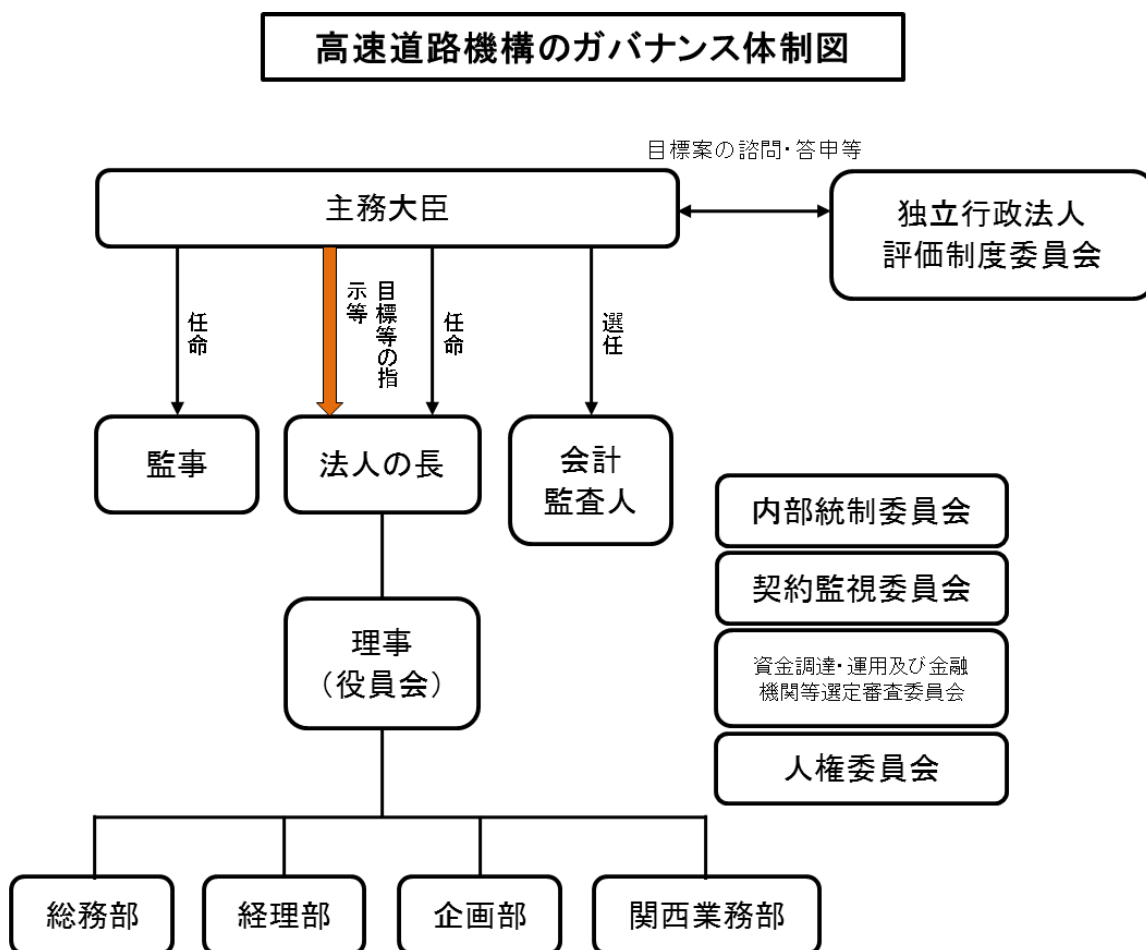 高速道路機構のガバナンス体制図
目標案の諮問・答申等
主務大臣
独立行政法人
評価制度委員会
任命
目標等の指
示等
任命
選任
監事
法人の長
会計
監査人
内部統制委員会
契約監視委員会
資金調達・運用及び金融
機関等選定審査委員会
人権委員会
理事
（役員会）
総務部
経理部
企画部
関西業務部